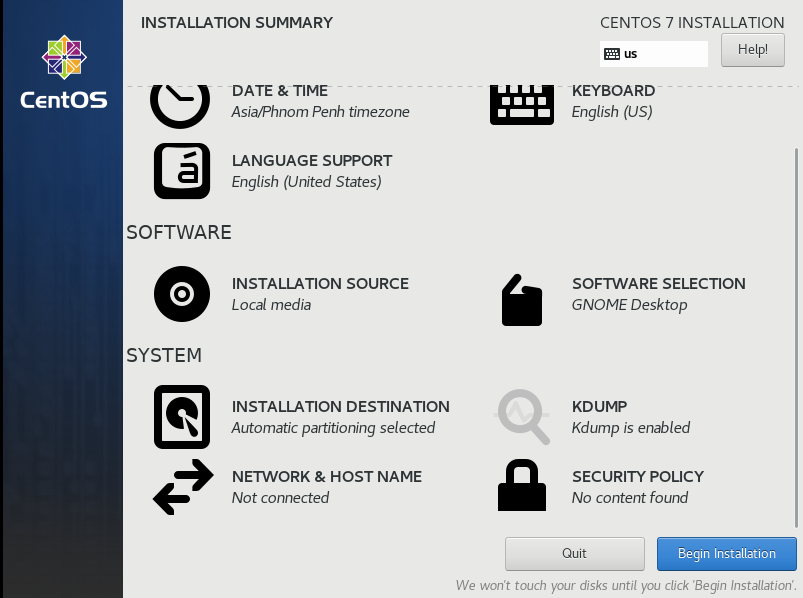 INSTALLATION SUMMARY
CENTOS 7 INSTALLATION
us
Help!
CentOS
DATE & TIME
Asia/Phnom Penh timezone
KEYBOARD
English (US)
á
LANGUAGE SUPPORT
English (United States)
SOFTWARE
INSTALLATION SOURCE
Local media
SOFTWARE SELECTION
GNOME Desktop
SYSTEM
INSTALLATION DESTINATION
Automatic partitioning selected
KDUMP
Kdump is enabled
NETWORK & HOST NAME
Not connected
SECURITY POLICY
No content found
Quit
Begin Installation
We won't touch your disks until you click 'Begin Installation'.